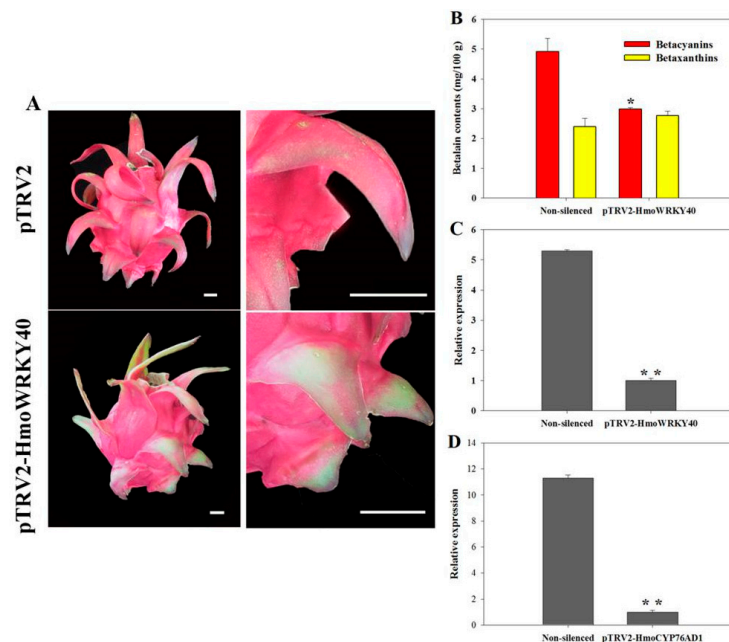 A
pTRV2
pTRV2-HmoWRKY40
B
Betalain contents (mg/100 g)
6
5
4
3
2
1
0
Betacyanins
Betaxanthins
*
Non-silenced pTRV2-HmoWRKY40
C
Relative expression
6
5
4
3
2
1
0
* *
Non-silenced pTRV2-HmoWRKY40
D
Relative expression
14
12
10
8
6
4
2
0
* *
Non-silenced pTRV2-HmoCYP76AD1